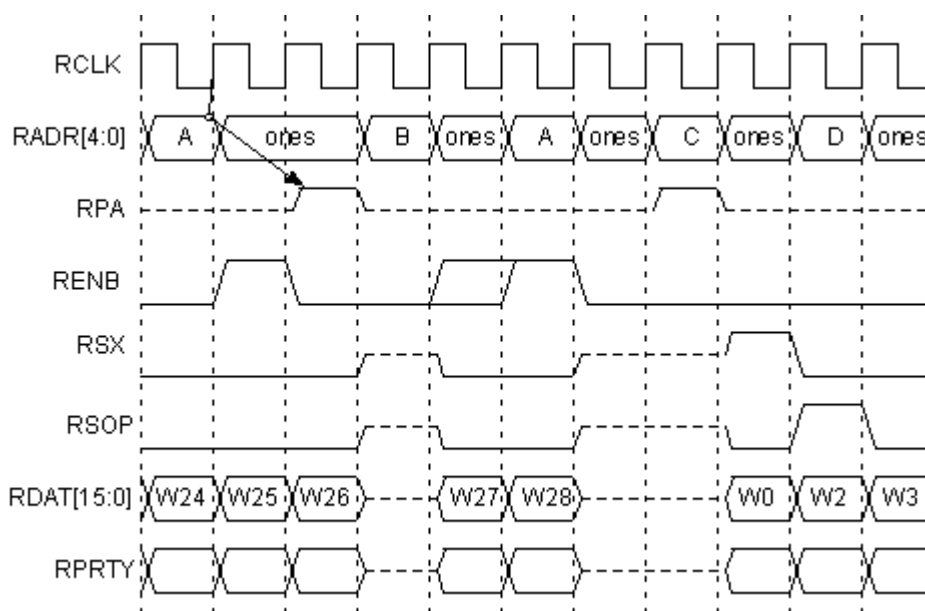 RCLK
RADR[4:0] A ones B ones A ones C ones D ones
RPA
RENB
RSX
RSOP
RDAT[15:0] W24 W25 W26 W27 W28 W0 W2 W3
RPRTY